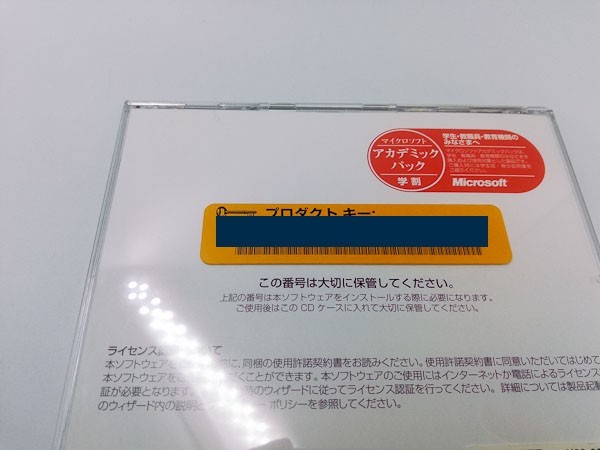 マイクロソフト
アカデミック
パック
学割
学生・教職員・教育機関の
みなさまへ
Microsoft
プロダクト キー:
この番号は大切に保管してください。
上記の番号は本ソフトウェアをインストールする際に必要になります。
ご使用後はこの CD ケースに入れて大切に保管してください。
ライセンス認 いて
本ソフトウェアを に、同梱の使用許諾契約書をお読みください。使用許諾契約書に同意いただいてはじめて
本ソフトウェアを くことができます。本ソフトウェアのご使用にはインターネットか電話によるライセンス
証が必要となります。 時のウィザードに従ってライセンス認証を行ってください。詳細については製品起動
のウィザード内の説明と ポリシーを参照してください。